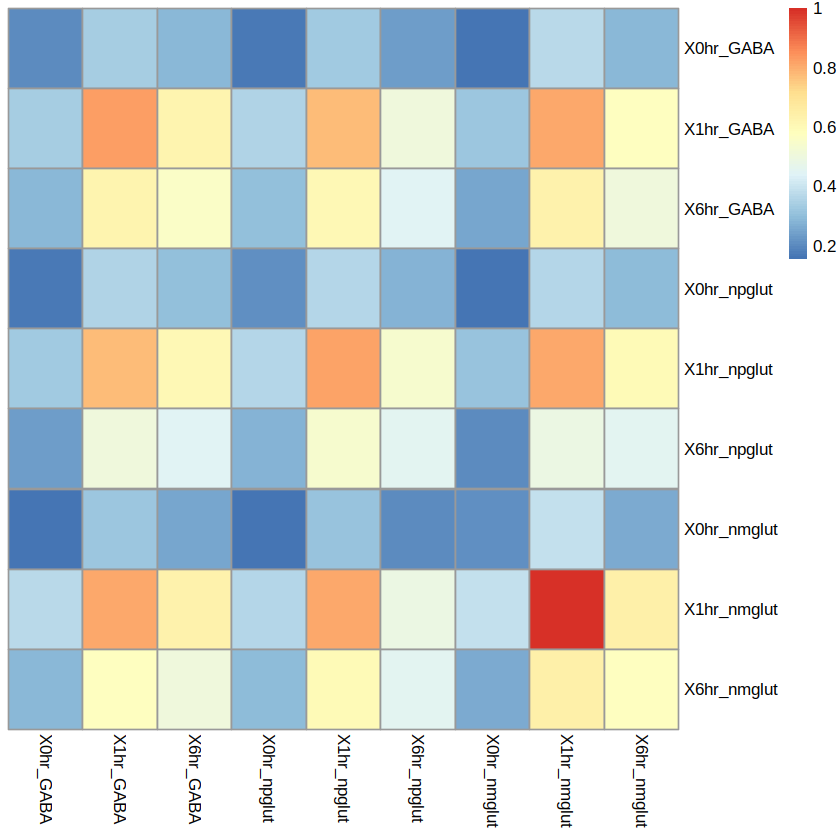 1
0.8
0.6
0.4
0.2
X0hr_GABA
X1hr_GABA
X6hr_GABA
X0hr_npglut
X1hr_npglut
X6hr_npglut
X0hr_nmglut
X1hr_nmglut
X6hr_nmglut
X0hr_GABA
X1hr_GABA
X6hr_GABA
X0hr_npglut
X1hr_npglut
X6hr_npglut
X0hr_nmglut
X1hr_nmglut
X6hr_nmglut